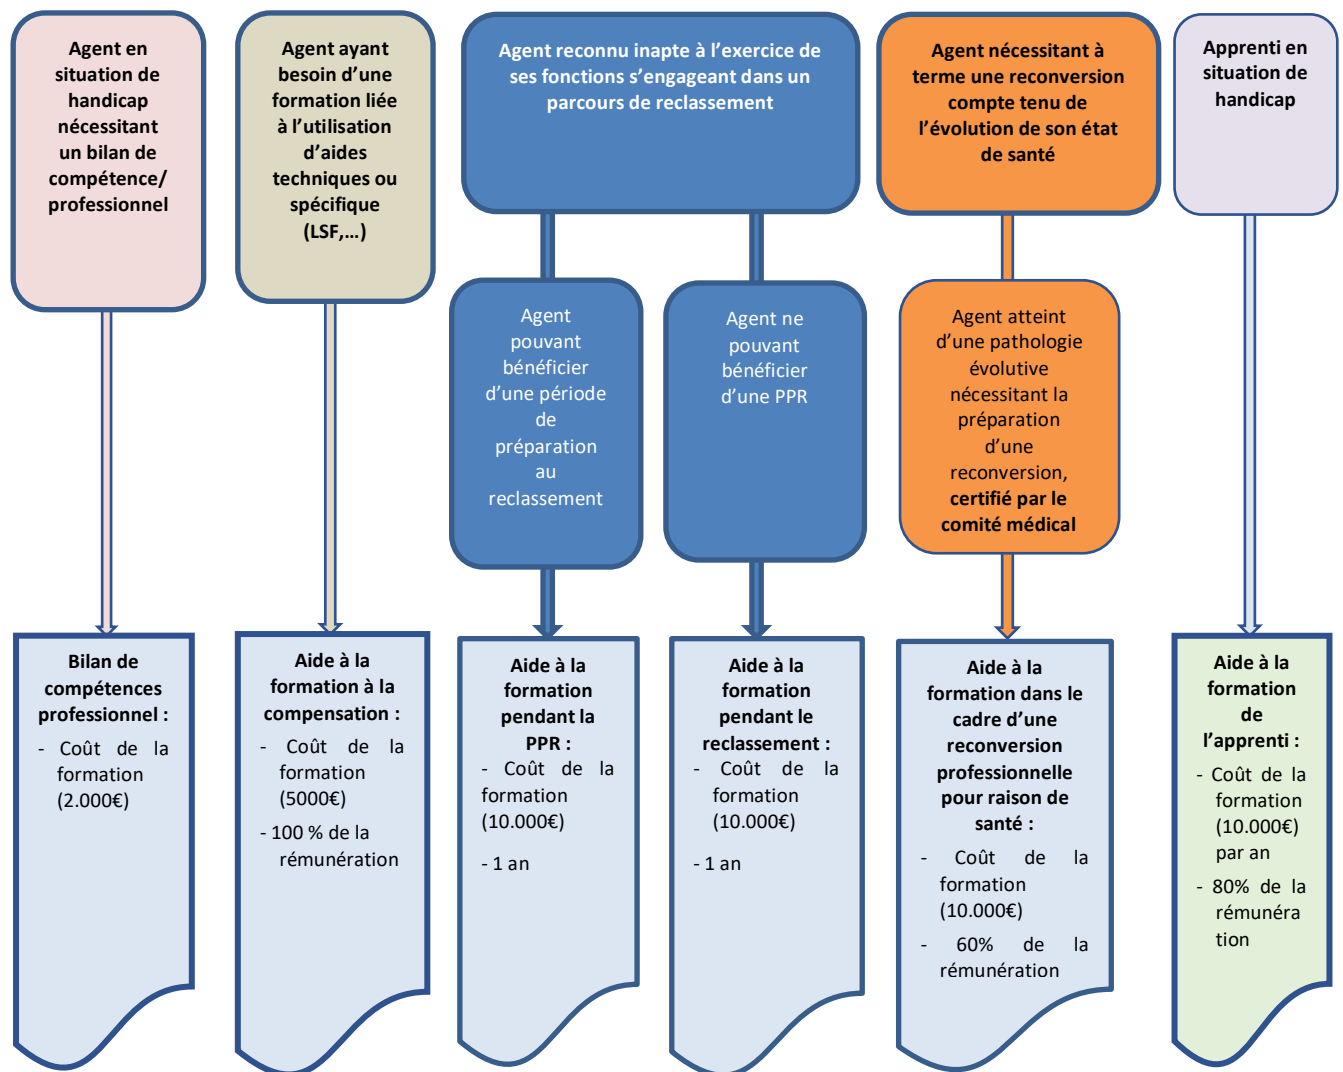 Agent en
situation de
handicap
nécessitant
un bilan de
compétence/
professionnel
Agent ayant
besoin d’une
formation liée
à l’utilisation
d’aides
techniques ou
spécifique
(LSF,…)
Agent reconnu inapte à l’exercice de
ses fonctions s’engageant dans un
parcours de reclassement
Agent nécessitant à
terme une reconversion
compte tenu de
l’évolution de son état
de santé
Apprenti en
situation de
handicap
Agent
pouvant
bénéficier
d’une période
de
préparation
au
reclassement
Agent ne
pouvant
bénéficier
d’une PPR
Agent atteint
d’une pathologie
évolutive
nécessitant la
préparation
d’une
reconversion,
certifié par le
comité médical
Bilan de
compétences
professionnel :
- Coût de la
formation
(2.000€)
Aide à la
formation à la
compensation :
- Coût de la
formation
(5000€)
- 100 % de la
rémunération
Aide à la
formation
pendant la
PPR :
- Coût de la
formation
(10.000€)
- 1 an
Aide à la
formation
pendant le
reclassement :
- Coût de la
formation
(10.000€)
- 1 an
Aide à la
formation dans le
cadre d’une
reconversion
professionnelle
pour raison de
santé :
- Coût de la
formation
(10.000€)
- 60% de la
rémunération
Aide à la
formation
de
l’apprenti :
- Coût de la
formation
(10.000€)
par an
- 80% de la
rémunéra
tion